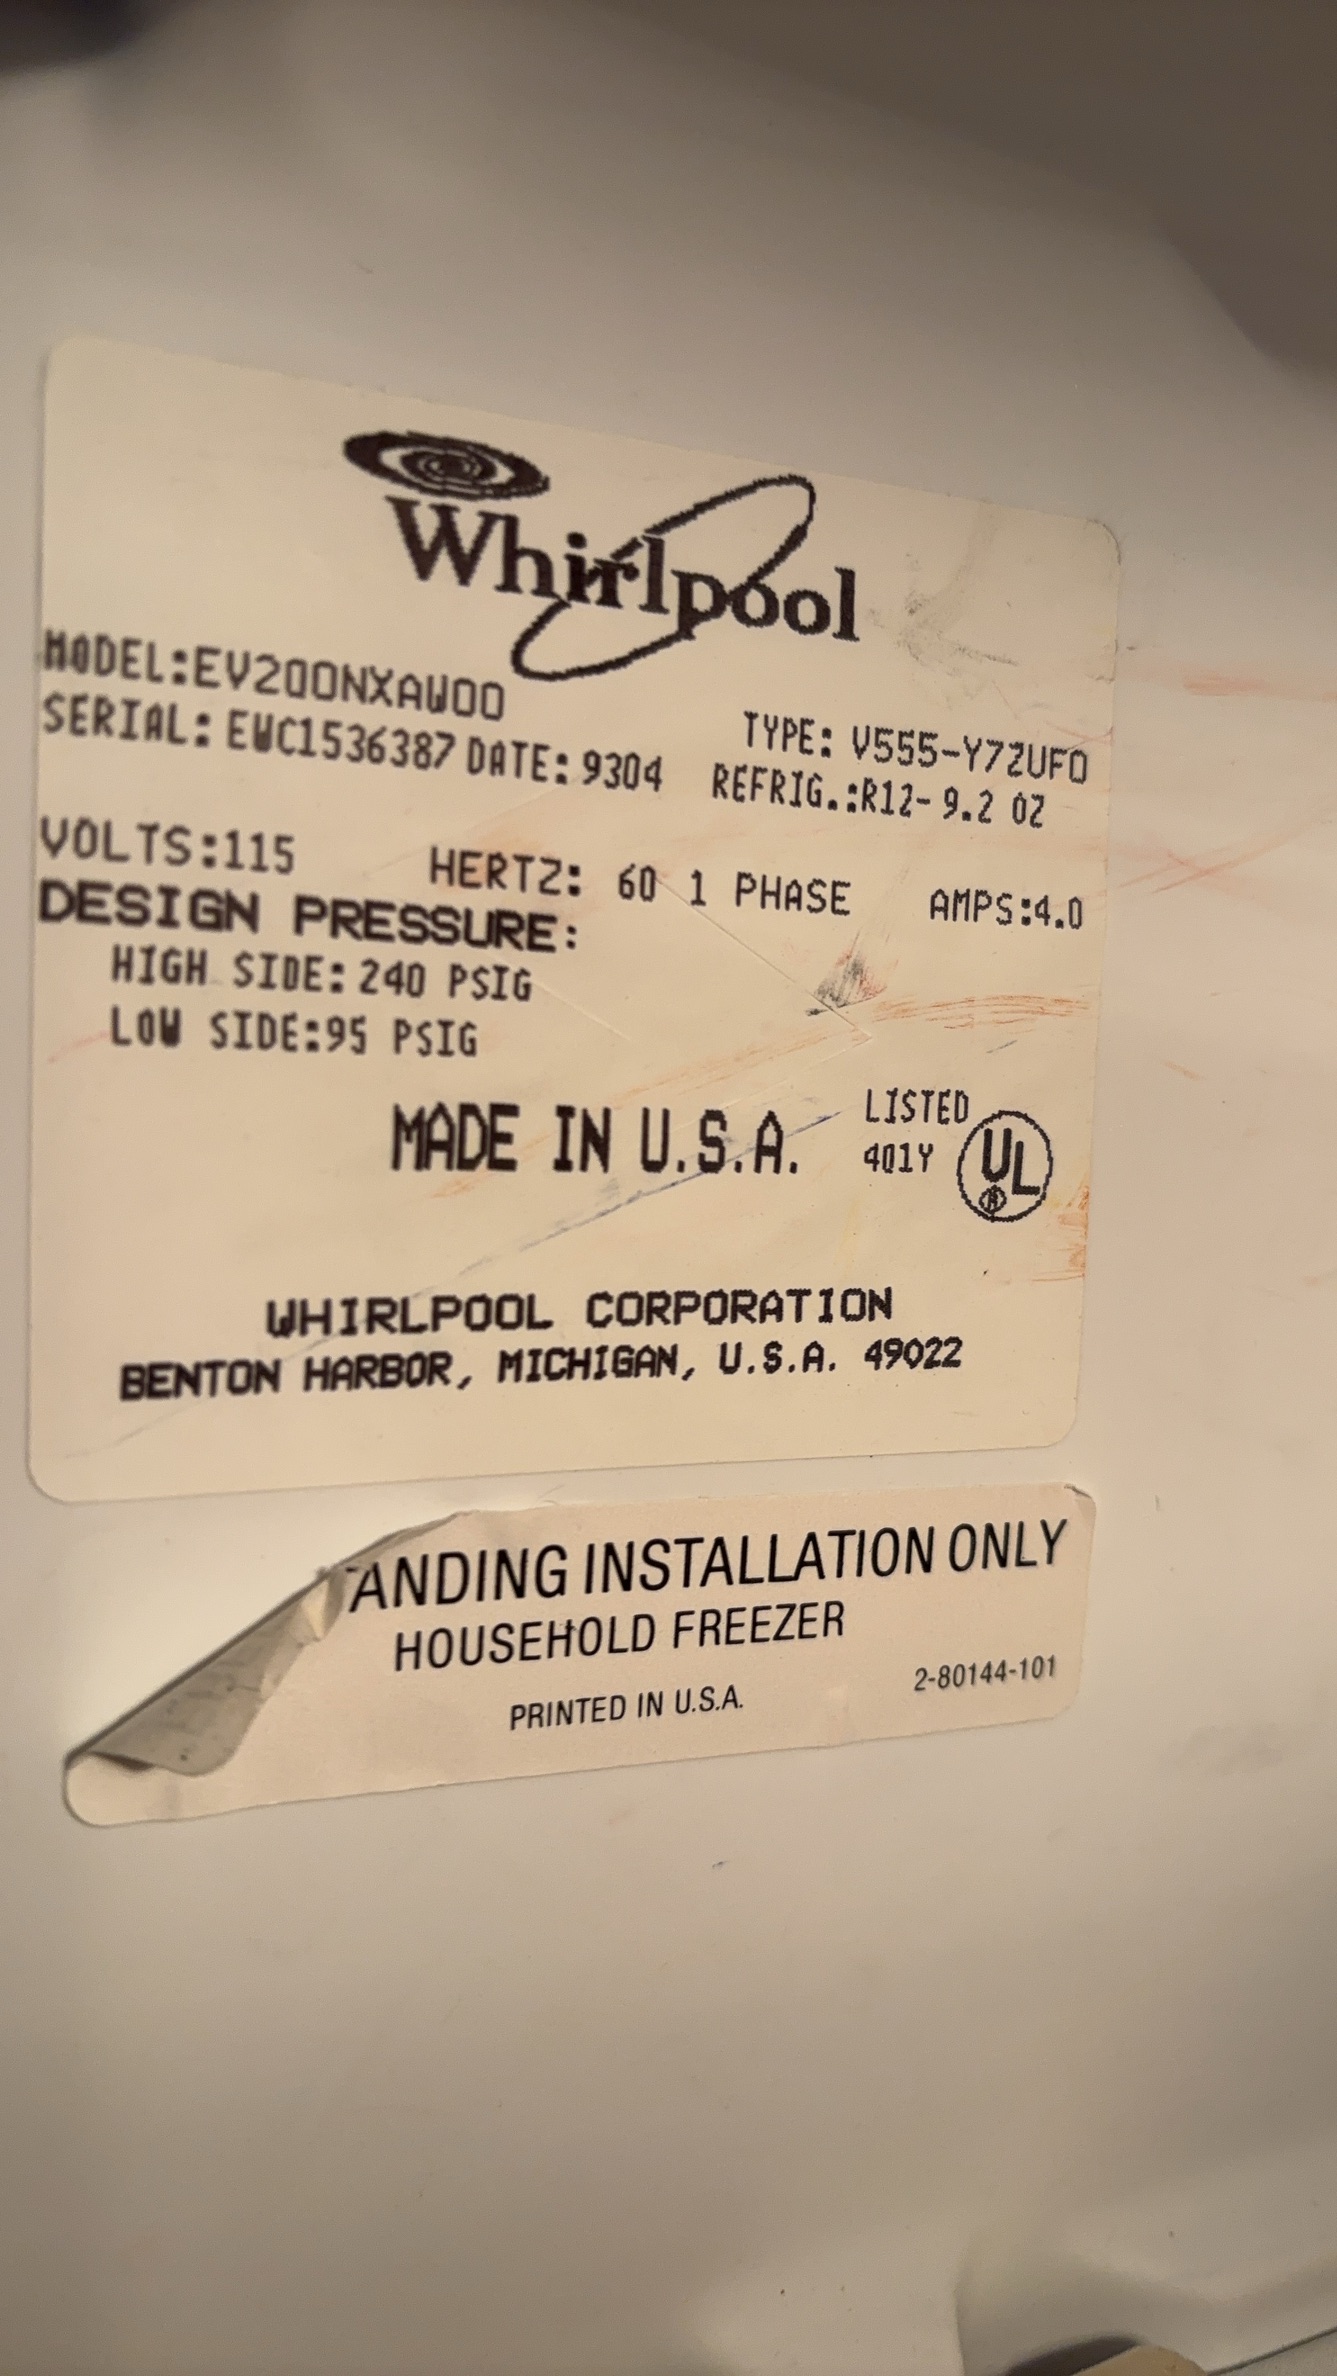 Whirlpool
MODEL:EV200NXAW00
SERIAL: EWC1536387 DATE: 9304
TYPE: V555-Y72UFO
REFRIG.:R12- 9.2 OZ
VOLTS:115 HERTZ: 60 1 PHASE AMPS:4.0
DESIGN PRESSURE:
HIGH SIDE: 240 PSIG
LOW SIDE:95 PSIG
MADE IN U.S.A.
LISTED
401Y
UL
®
WHIRLPOOL CORPORATION
BENTON HARBOR, MICHIGAN, U.S.A. 49022
ANDING INSTALLATION ONLY
HOUSEHOLD FREEZER
PRINTED IN U.S.A. 2-80144-101